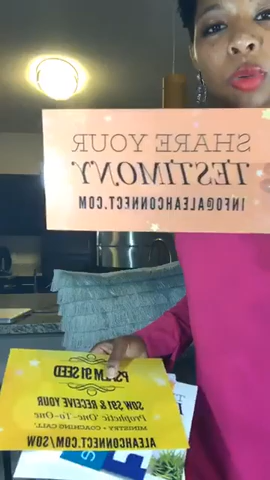 SHARE YOUR
TESTIMONY
INFO@ALEAHCONNECT.COM
PSALM 91 SEED
SOW $91 & RECEIVE YOUR
Prophetic One-To-One
MINISTRY + COACHING CALL
ALEAHCONNECT.COM/SOW